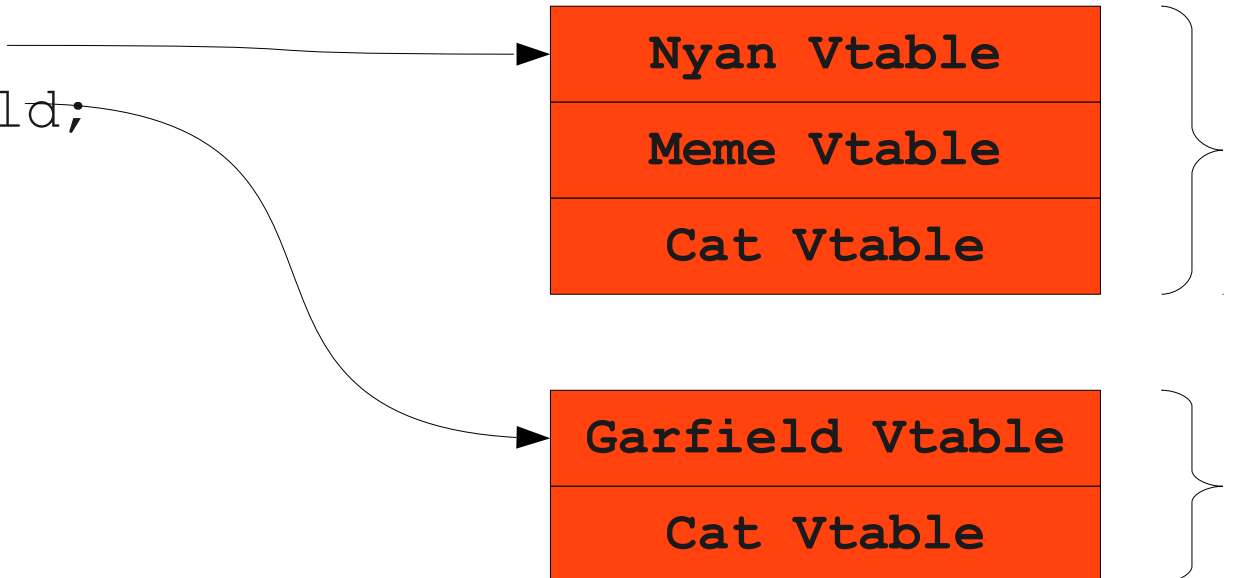 Nyan Vtable
ld;
Meme Vtable
Cat Vtable
Garfield Vtable
Cat Vtable